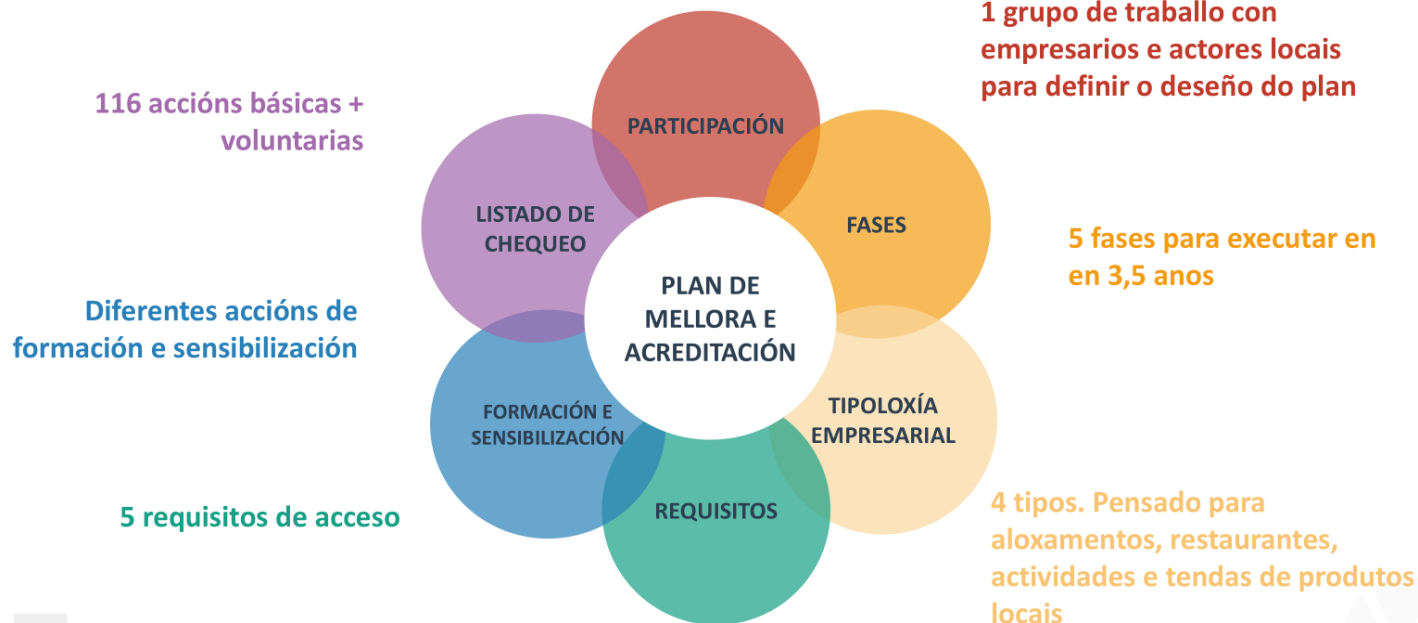 1 grupo de traballo con
empresarios e actores locais
para definir o deseño do plan
116 accións básicas +
voluntarias
PARTICIPACIÓN
LISTADO DE
CHEQUEO
FASES
5 fases para executar en
en 3,5 anos
PLAN DE
MELLORA E
ACREDITACIÓN
Diferentes accións de
formación e sensibilización
FORMACIÓN E
SENSIBILIZACIÓN
TIPOLOXÍA
EMPRESARIAL
5 requisitos de acceso
REQUISITOS
4 tipos. Pensado para
aloxamentos, restaurantes,
actividades e tendas de produtos
locais